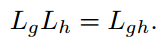 L_g L_h = L_{gh}.